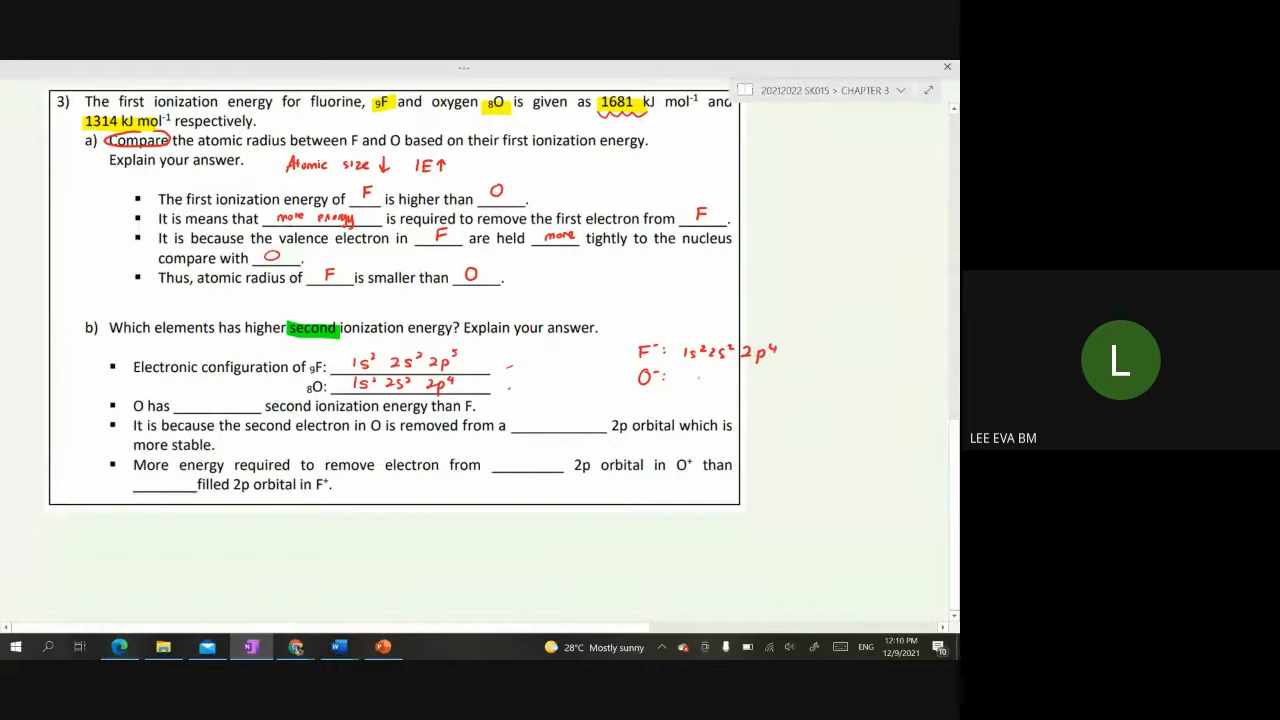 20212022 SK015 > CHAPTER 3
3) The first ionization energy for fluorine, ₉F and oxygen ₈O is given as 1681 kJ mol⁻¹ and
1314 kJ mol⁻¹ respectively.
a) Compare the atomic radius between F and O based on their first ionization energy.
Explain your answer. Atomic size ↓ IE↑
▪ The first ionization energy of F is higher than O.
▪ It is means that more energy is required to remove the first electron from F.
▪ It is because the valence electron in F are held more tightly to the nucleus
compare with O.
▪ Thus, atomic radius of F is smaller than O.
b) Which elements has higher second ionization energy? Explain your answer.
▪ Electronic configuration of ₉F: 1s² 2s² 2p⁵
₈O: 1s² 2s² 2p⁴
F⁻: 1s² 2s² 2p⁴
O⁻:
▪ O has ____________ second ionization energy than F.
▪ It is because the second electron in O is removed from a ____________ 2p orbital which is
more stable.
▪ More energy required to remove electron from _________ 2p orbital in O⁺ than
________filled 2p orbital in F⁺.
L
LEE EVA BM
28°C Mostly sunny
ENG
12:10 PM
12/9/2021
10